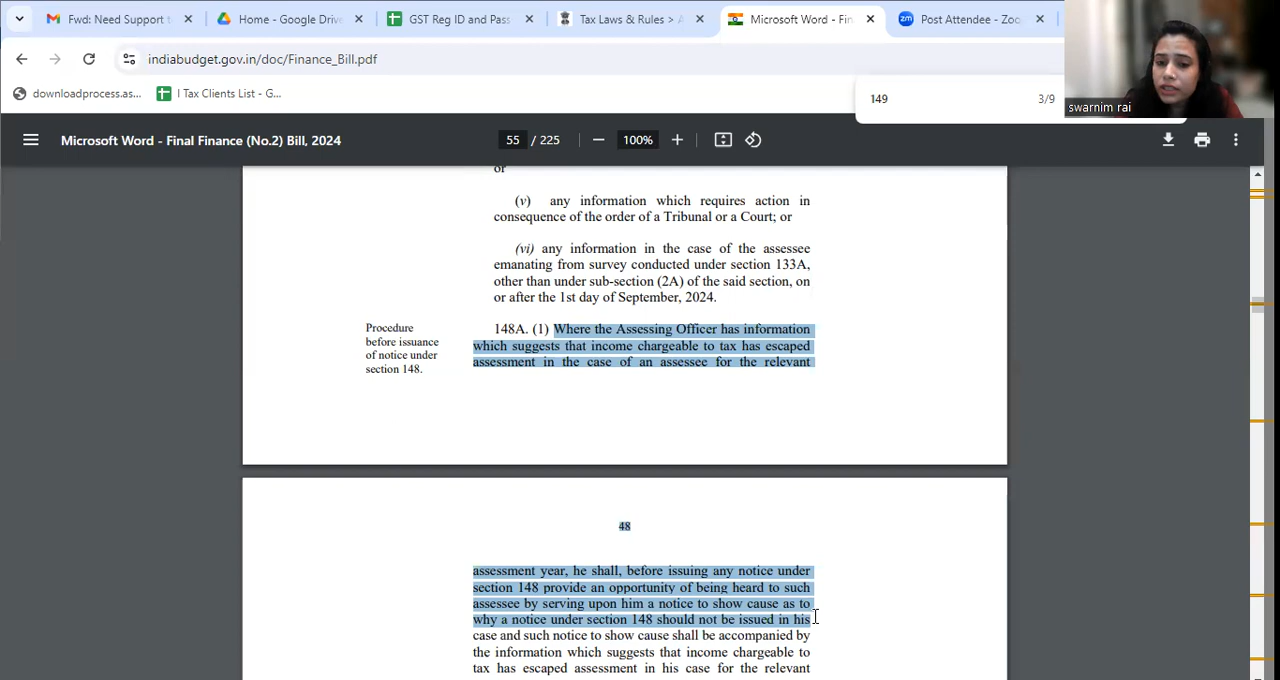 Fwd: Need Support t
Home - Google Drive
GST Reg ID and Pass
Tax Laws & Rules > A
Microsoft Word - Fin
Post Attendee - Zoo
indiabudget.gov.in/doc/Finance_Bill.pdf
149
3/9
swarnim rai
downloadprocess.as...
I Tax Clients List - G...
Microsoft Word - Final Finance (No.2) Bill, 2024
55 / 225
100%
or
(v) any information which requires action in
consequence of the order of a Tribunal or a Court; or
(vi) any information in the case of the assessee
emanating from survey conducted under section 133A,
other than under sub-section (2A) of the said section, on
or after the 1st day of September, 2024.
Procedure
before issuance
of notice under
section 148.
148A. (1) Where the Assessing Officer has information
which suggests that income chargeable to tax has escaped
assessment in the case of an assessee for the relevant
48
assessment year, he shall, before issuing any notice under
section 148 provide an opportunity of being heard to such
assessee by serving upon him a notice to show cause as to
why a notice under section 148 should not be issued in his
case and such notice to show cause shall be accompanied by
the information which suggests that income chargeable to
tax has escaped assessment in his case for the relevant